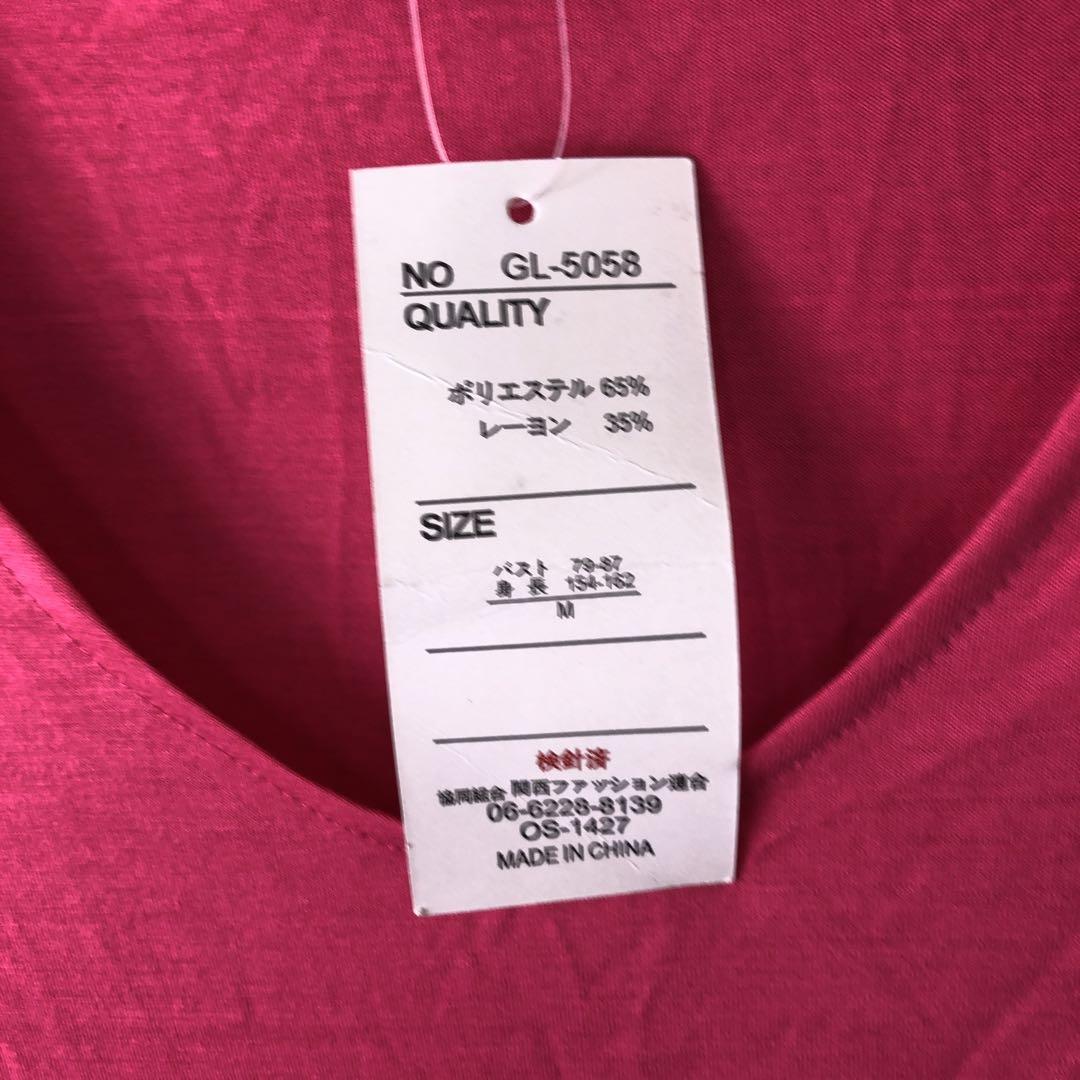 NO GL-5058
QUALITY
ポリエステル 65%
レーヨン 35%
SIZE
バスト 79-87
身長 154-162
M
検針済
協同組合 関西ファッション連合
06-6228-8139
OS-1427
MADE IN CHINA